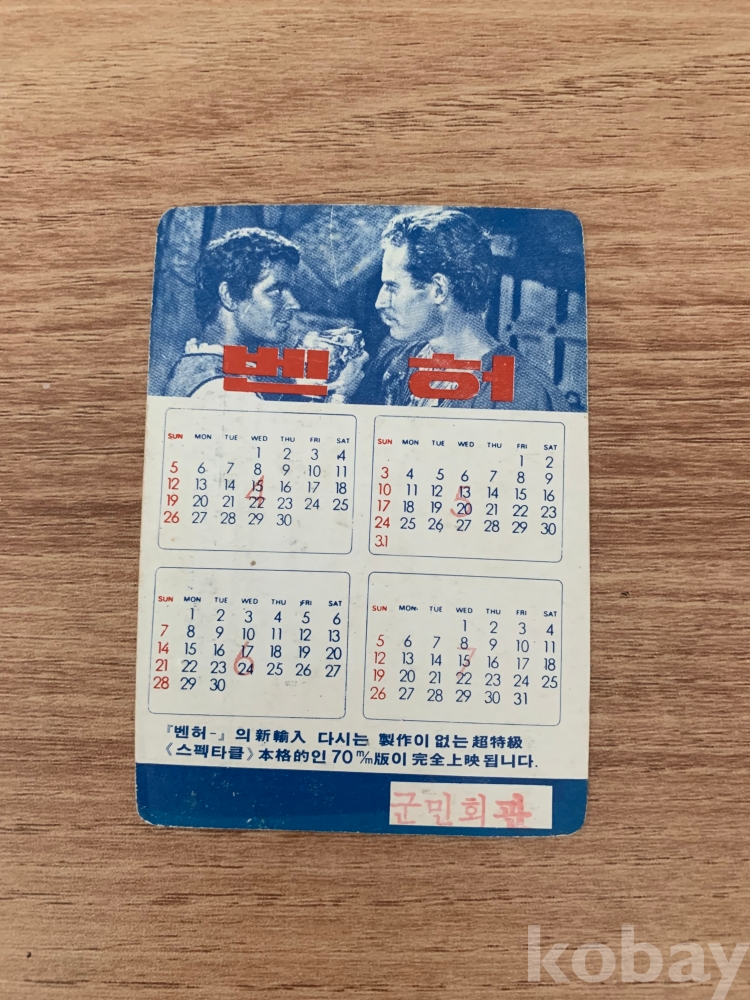 벤 허
SUN MON TUE WED THU FRI SAT
1 2 3 4
5 6 7 8 9 10 11
12 13 14 15 16 17 18
19 20 21 22 23 24 25
26 27 28 29 30
4
SUN MON TUE WED THU FRI SAT
1 2
3 4 5 6 7 8 9
10 11 12 13 14 15 16
17 18 19 20 21 22 23
24 25 26 27 28 29 30
31
5
SUN MON TUE WED THU FRI SAT
1 2 3 4 5 6
7 8 9 10 11 12 13
14 15 16 17 18 19 20
21 22 23 24 25 26 27
28 29 30
6
SUN MON TUE WED THU FRI SAT
1 2 3 4
5 6 7 8 9 10 11
12 13 14 15 16 17 18
19 20 21 22 23 24 25
26 27 28 29 30 31
7
『벤허-』의 新輸入 다시는 製作이 없는 超特級
《스펙타클》本格的인 70m/m版이 完全上映됩니다.
군민회관
kobay